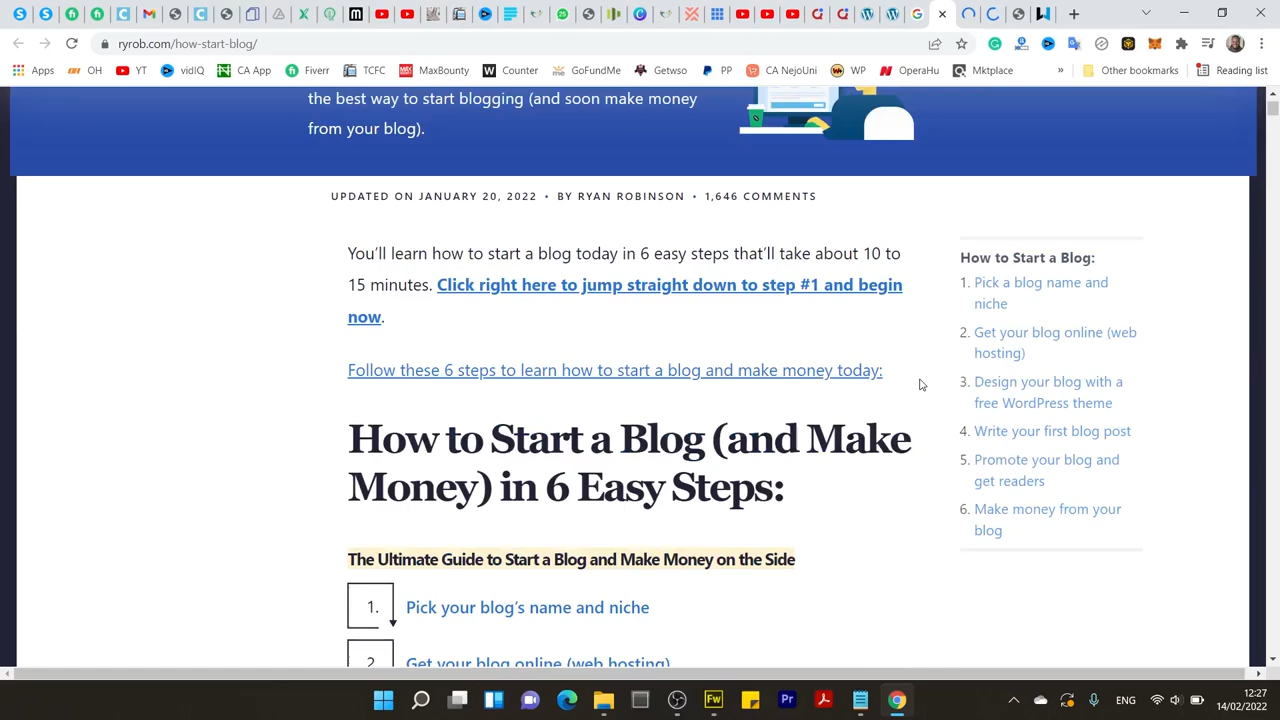 ryrob.com/how-start-blog/
Apps
OH
YT
vidIQ
CA App
Fiverr
TCFC
MaxBounty
Counter
GoFundMe
Getwso
PP
CA NejoUni
WP
OperaHu
Mktplace
»
Other bookmarks
Reading list
the best way to start blogging (and soon make money
from your blog).
UPDATED ON JANUARY 20, 2022 • BY RYAN ROBINSON • 1,646 COMMENTS
You’ll learn how to start a blog today in 6 easy steps that’ll take about 10 to
15 minutes. Click right here to jump straight down to step #1 and begin
now.
Follow these 6 steps to learn how to start a blog and make money today:
How to Start a Blog (and Make
Money) in 6 Easy Steps:
The Ultimate Guide to Start a Blog and Make Money on the Side
1. Pick your blog’s name and niche
2. Get your blog online (web hosting)
How to Start a Blog:
1. Pick a blog name and
niche
2. Get your blog online (web
hosting)
3. Design your blog with a
free WordPress theme
4. Write your first blog post
5. Promote your blog and
get readers
6. Make money from your
blog
Fw
Pr
ENG
12:27
14/02/2022